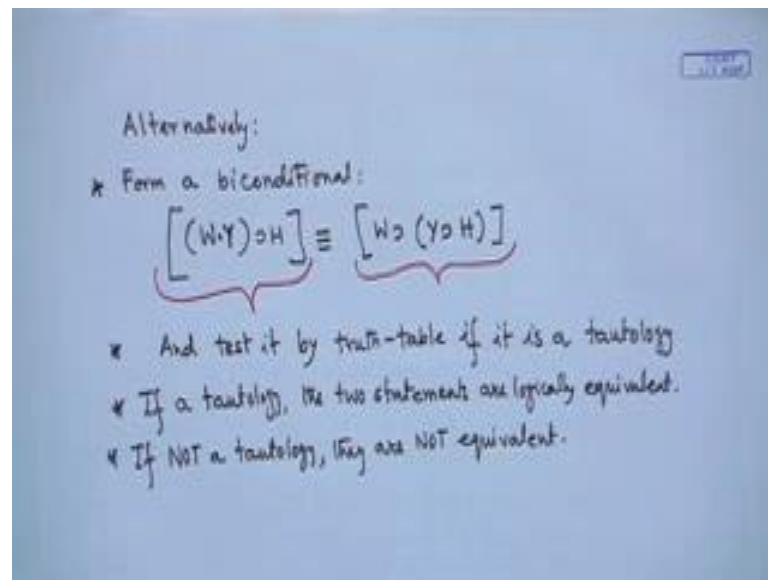 Alternatively:
* Form a biconditional:
[(W·Y)⊃H] ≡ [W⊃ (Y⊃H)]
* And test it by truth-table if it is a tautology
* If a tautology, the two statements are logically equivalent.
* If NOT a tautology, they are NOT equivalent.